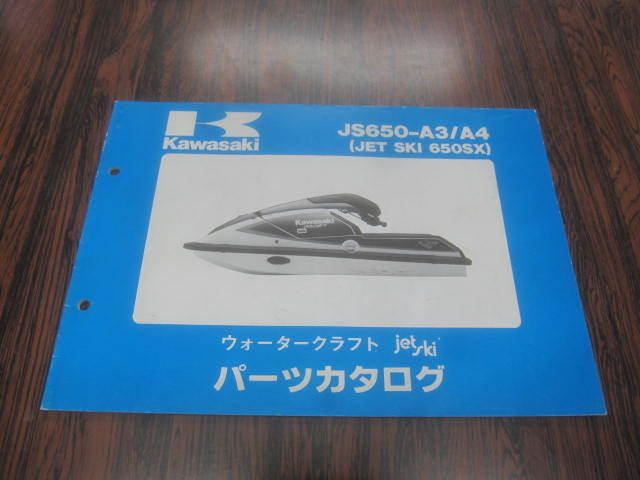 Kawasaki
JS650-A3/A4
(JET SKI 650SX)
Kawasaki
ウォータークラフト jet ski
パーツカタログ